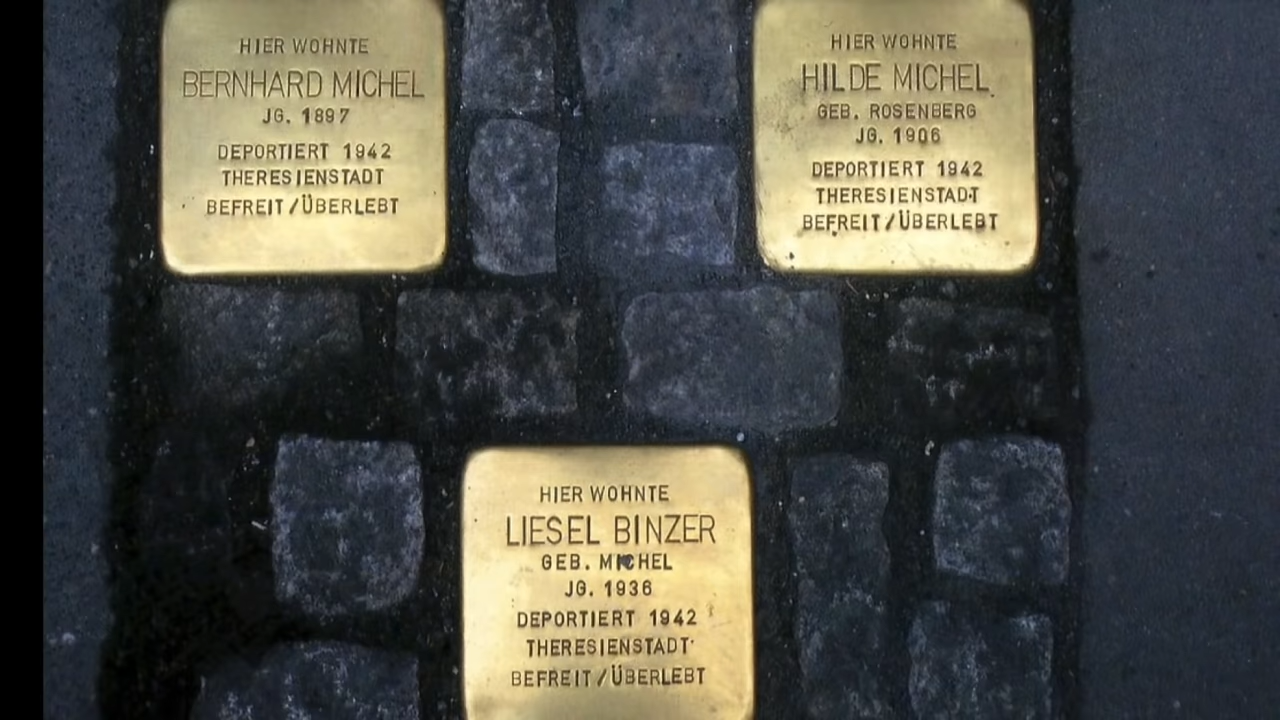 HIER WOHNTE
BERNHARD MICHEL
JG. 1897
DEPORTIERT 1942
THERESIENSTADT
BEFREIT/ÜBERLEBT
HIER WOHNTE
HILDE MICHEL
GEB. ROSENBERG
JG. 1906
DEPORTIERT 1942
THERESIENSTADT
BEFREIT/ÜBERLEBT
HIER WOHNTE
LIESEL BINZER
GEB. MICHEL
JG. 1936
DEPORTIERT 1942
THERESIENSTADT
BEFREIT/ÜBERLEBT